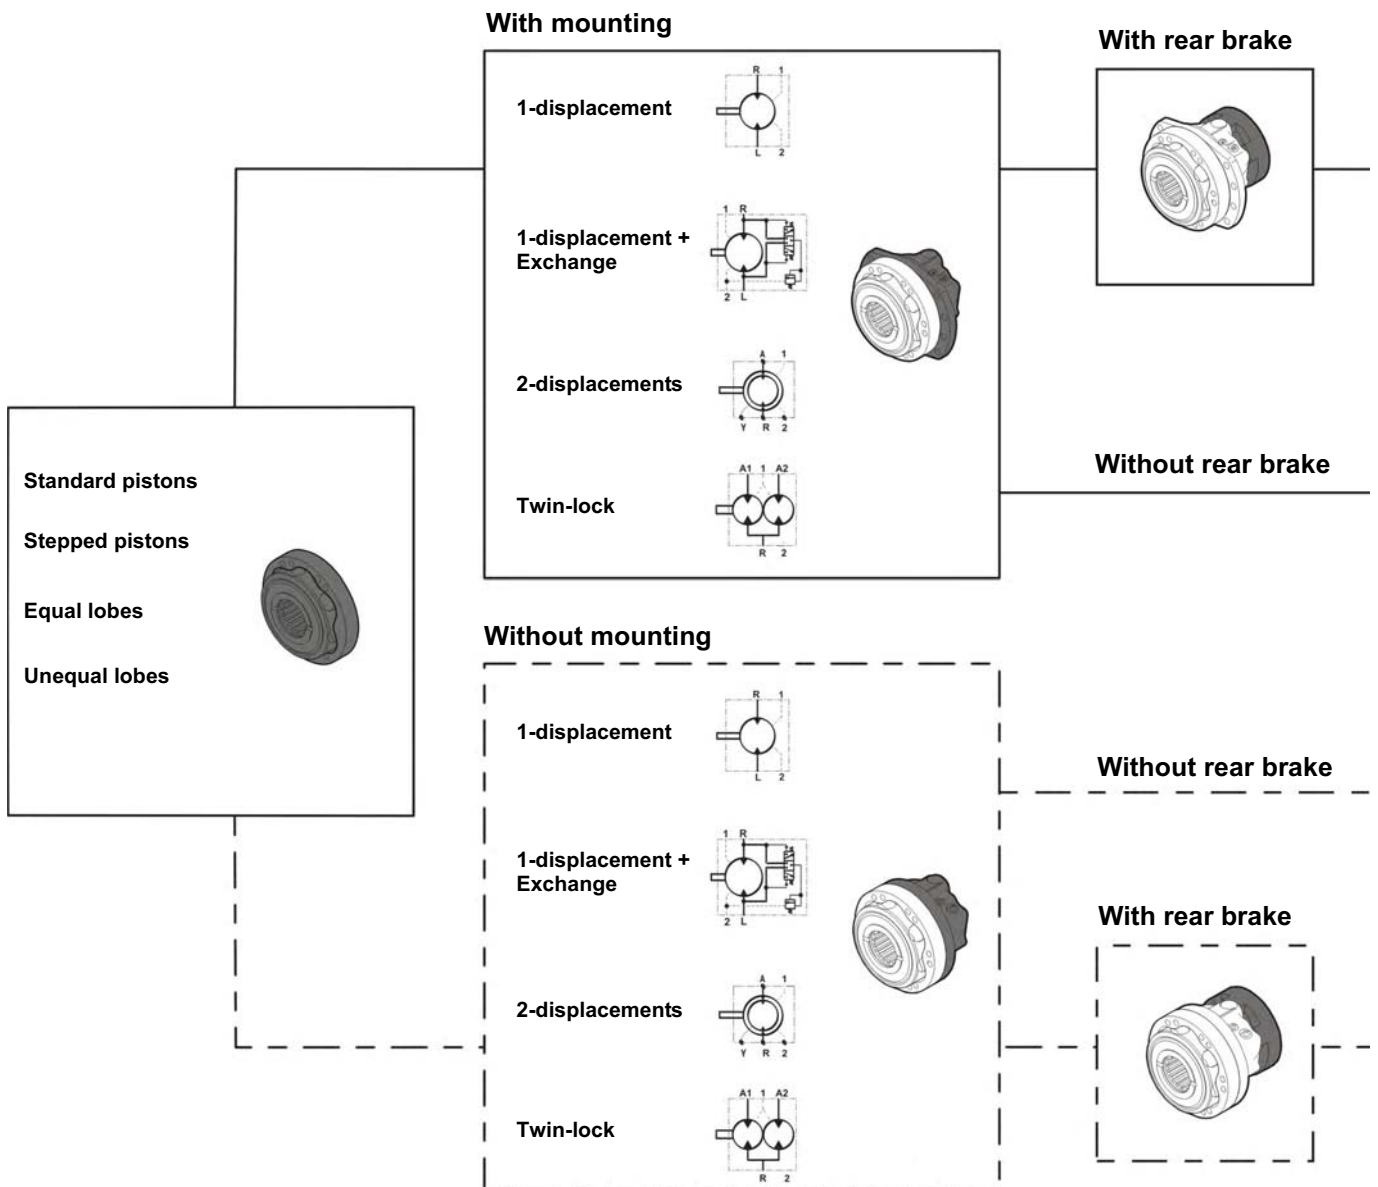 With mounting
With rear brake
1-displacement
R 1
L 2
1-displacement +
Exchange
1 R
2 L
2-displacements
A 1
Y R 2
Twin-lock
A1 1 A2
R 2
Without rear brake
Standard pistons
Stepped pistons
Equal lobes
Unequal lobes
Without mounting
1-displacement
R 1
L 2
Without rear brake
1-displacement +
Exchange
1 R
2 L
With rear brake
2-displacements
A 1
Y R 2
Twin-lock
A1 1 A2
R 2